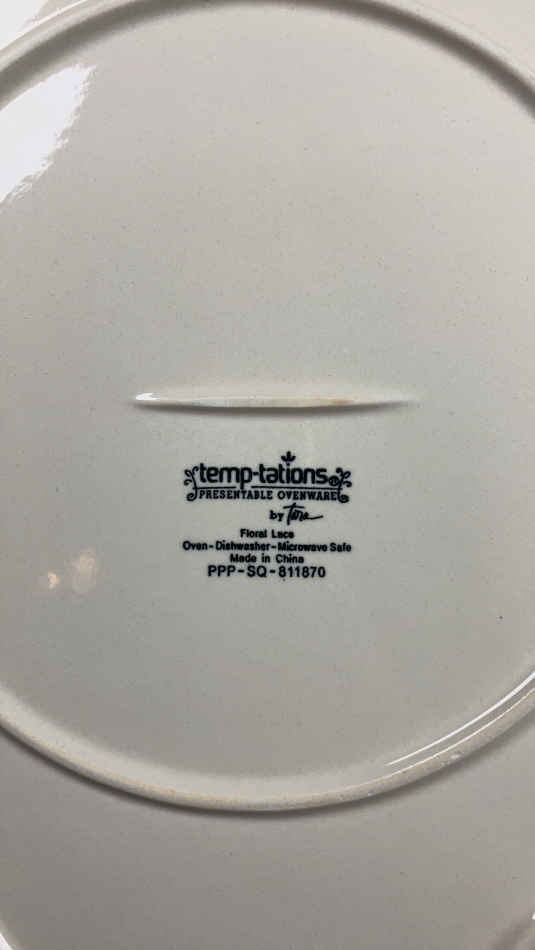 temp-tations®
PRESENTABLE OVENWARE
by Tara
Floral Lace
Oven-Dishwasher-Microwave Safe
Made in China
PPP-SQ-811870